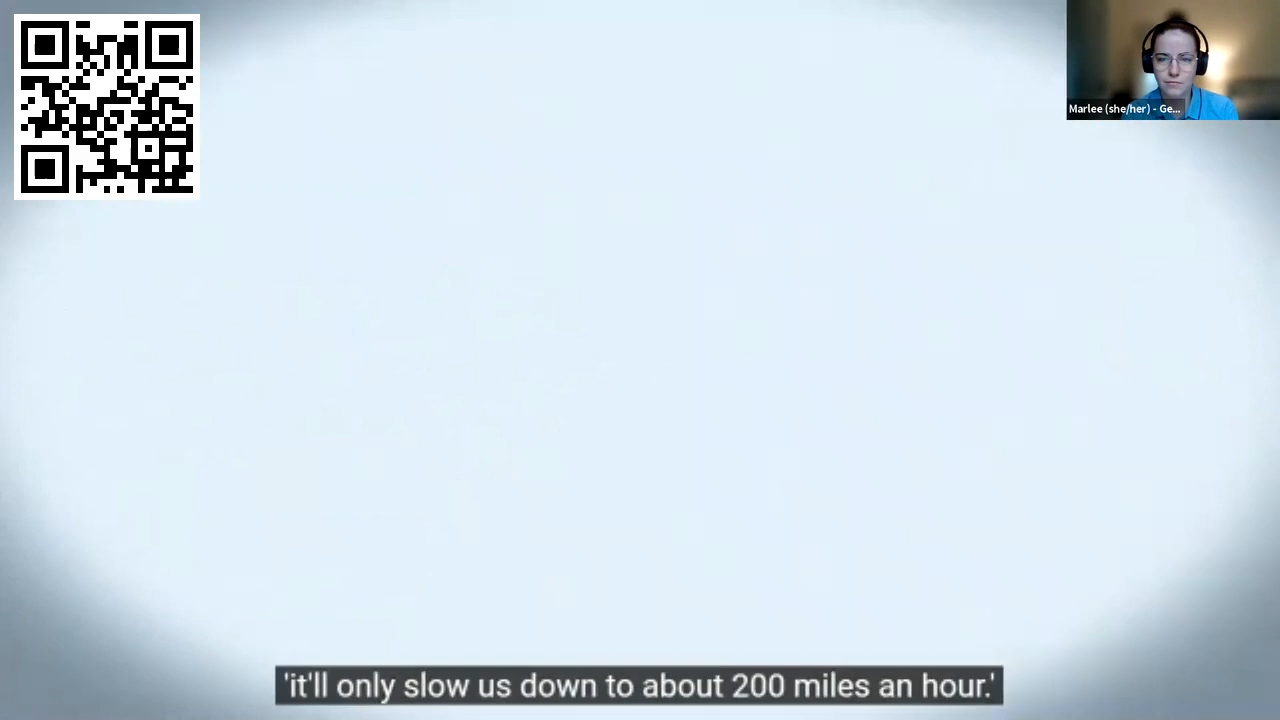 Marlee (she/her) - Ge...
'it'll only slow us down to about 200 miles an hour.'